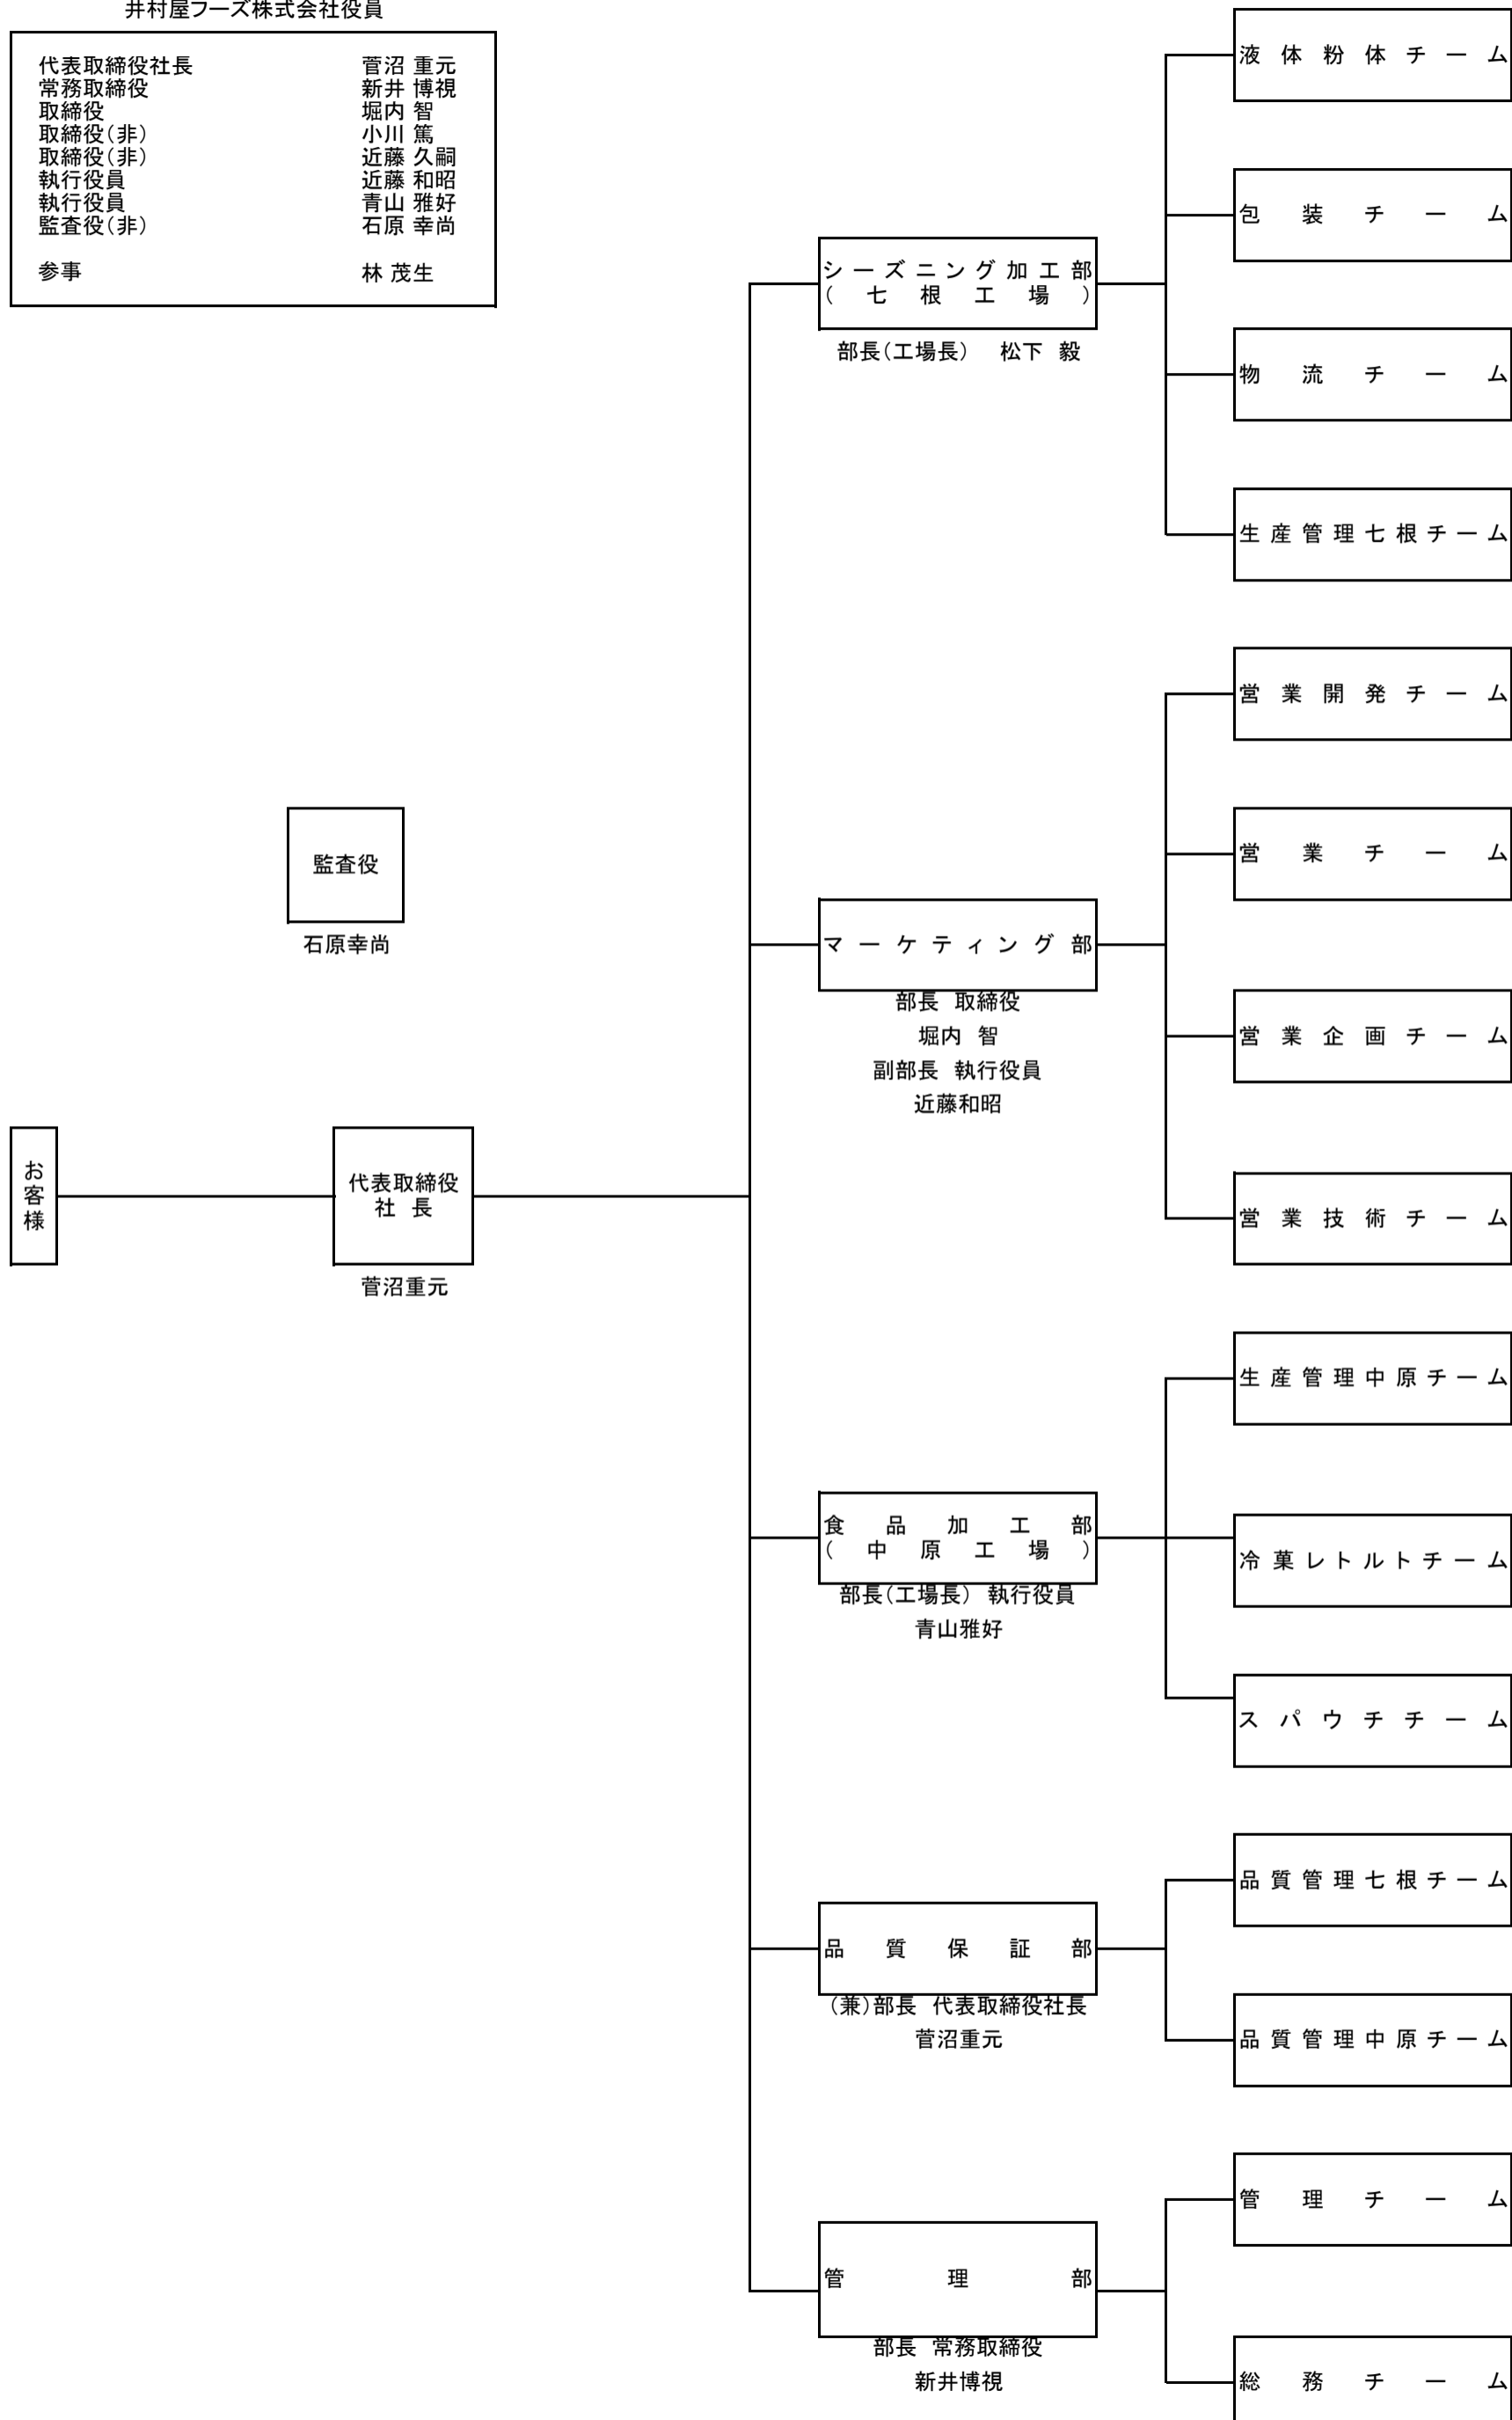 井村屋フーズ株式会社役員
代表取締役社長 菅沼 重元
常務取締役 新井 博視
取締役 堀内 智
取締役(非) 小川 篤
取締役(非) 近藤 久嗣
執行役員 近藤 和昭
執行役員 青山 雅好
監査役(非) 石原 幸尚
参事 林 茂生
監査役
石原幸尚
お客様
代表取締役
社 長
菅沼重元
シーズニング加工部
(七根工場)
部長(工場長) 松下 毅
マーケティング部
部長 取締役
堀内 智
副部長 執行役員
近藤和昭
食品加工部
(中原工場)
部長(工場長) 執行役員
青山雅好
品質保証部
(兼)部長 代表取締役社長
菅沼重元
管理部
部長 常務取締役
新井博視
液体粉体チーム
包装チーム
物流チーム
生産管理七根チーム
営業開発チーム
営業チーム
営業企画チーム
営業技術チーム
生産管理中原チーム
冷菓レトルトチーム
スパウチチーム
品質管理七根チーム
品質管理中原チーム
管理チーム
総務チーム